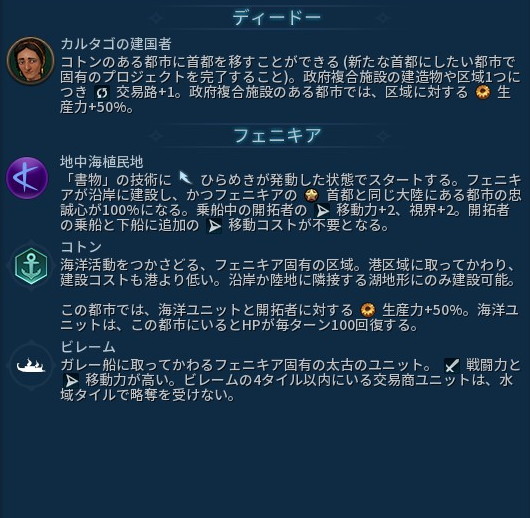 ディードー
カルタゴの建国者
コトンのある都市に首都を移すことができる (新たな首都にしたい都市で
固有のプロジェクトを完了すること)。政府複合施設の建造物や区域1つに
つき 交易路+1。政府複合施設のある都市では、区域に対する 生
産力+50%。
フェニキア
地中海植民地
「書物」の技術に ひらめきが発動した状態でスタートする。フェニキ
アが沿岸に建設し、かつフェニキアの 首都と同じ大陸にある都市の忠
誠心が100%になる。乗船中の開拓者の 移動力+2、視界+2。開拓者
の乗船と下船に追加の 移動コストが不要となる。
コトン
海洋活動をつかさどる、フェニキア固有の区域。港区域に取ってかわり、
建設コストも港より低い。沿岸か陸地に隣接する湖地形にのみ建設可能。
この都市では、海洋ユニットと開拓者に対する 生産力+50%。海洋ユ
ニットは、この都市にいるとHPが毎ターン100回復する。
ビレーム
ガレー船に取ってかわるフェニキア固有の太古のユニット。 戦闘力と
移動力が高い。ビレームの4タイル以内にいる交易商ユニットは、水
域タイルで略奪を受けない。